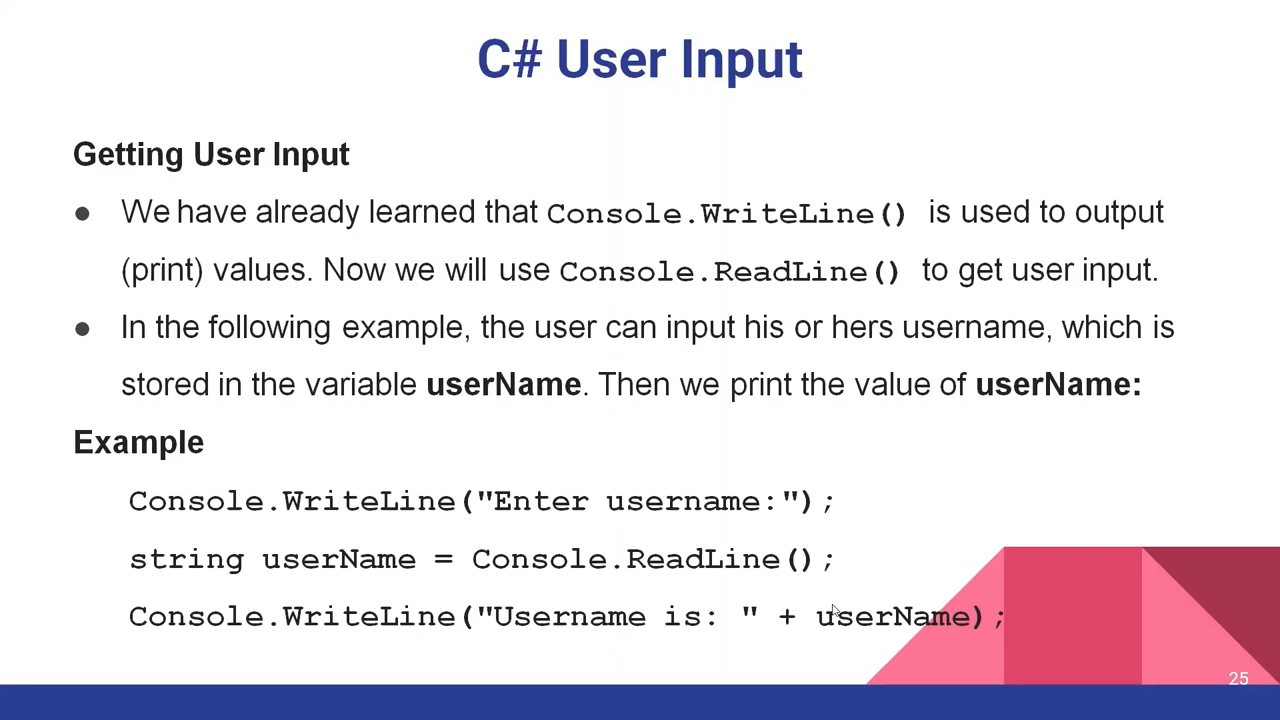 C# User Input
Getting User Input
● We have already learned that Console.WriteLine() is used to output
(print) values. Now we will use Console.ReadLine() to get user input.
● In the following example, the user can input his or hers username, which is
stored in the variable userName. Then we print the value of userName:
Example
Console.WriteLine("Enter username:");
string userName = Console.ReadLine();
Console.WriteLine("Username is: " + userName);
25